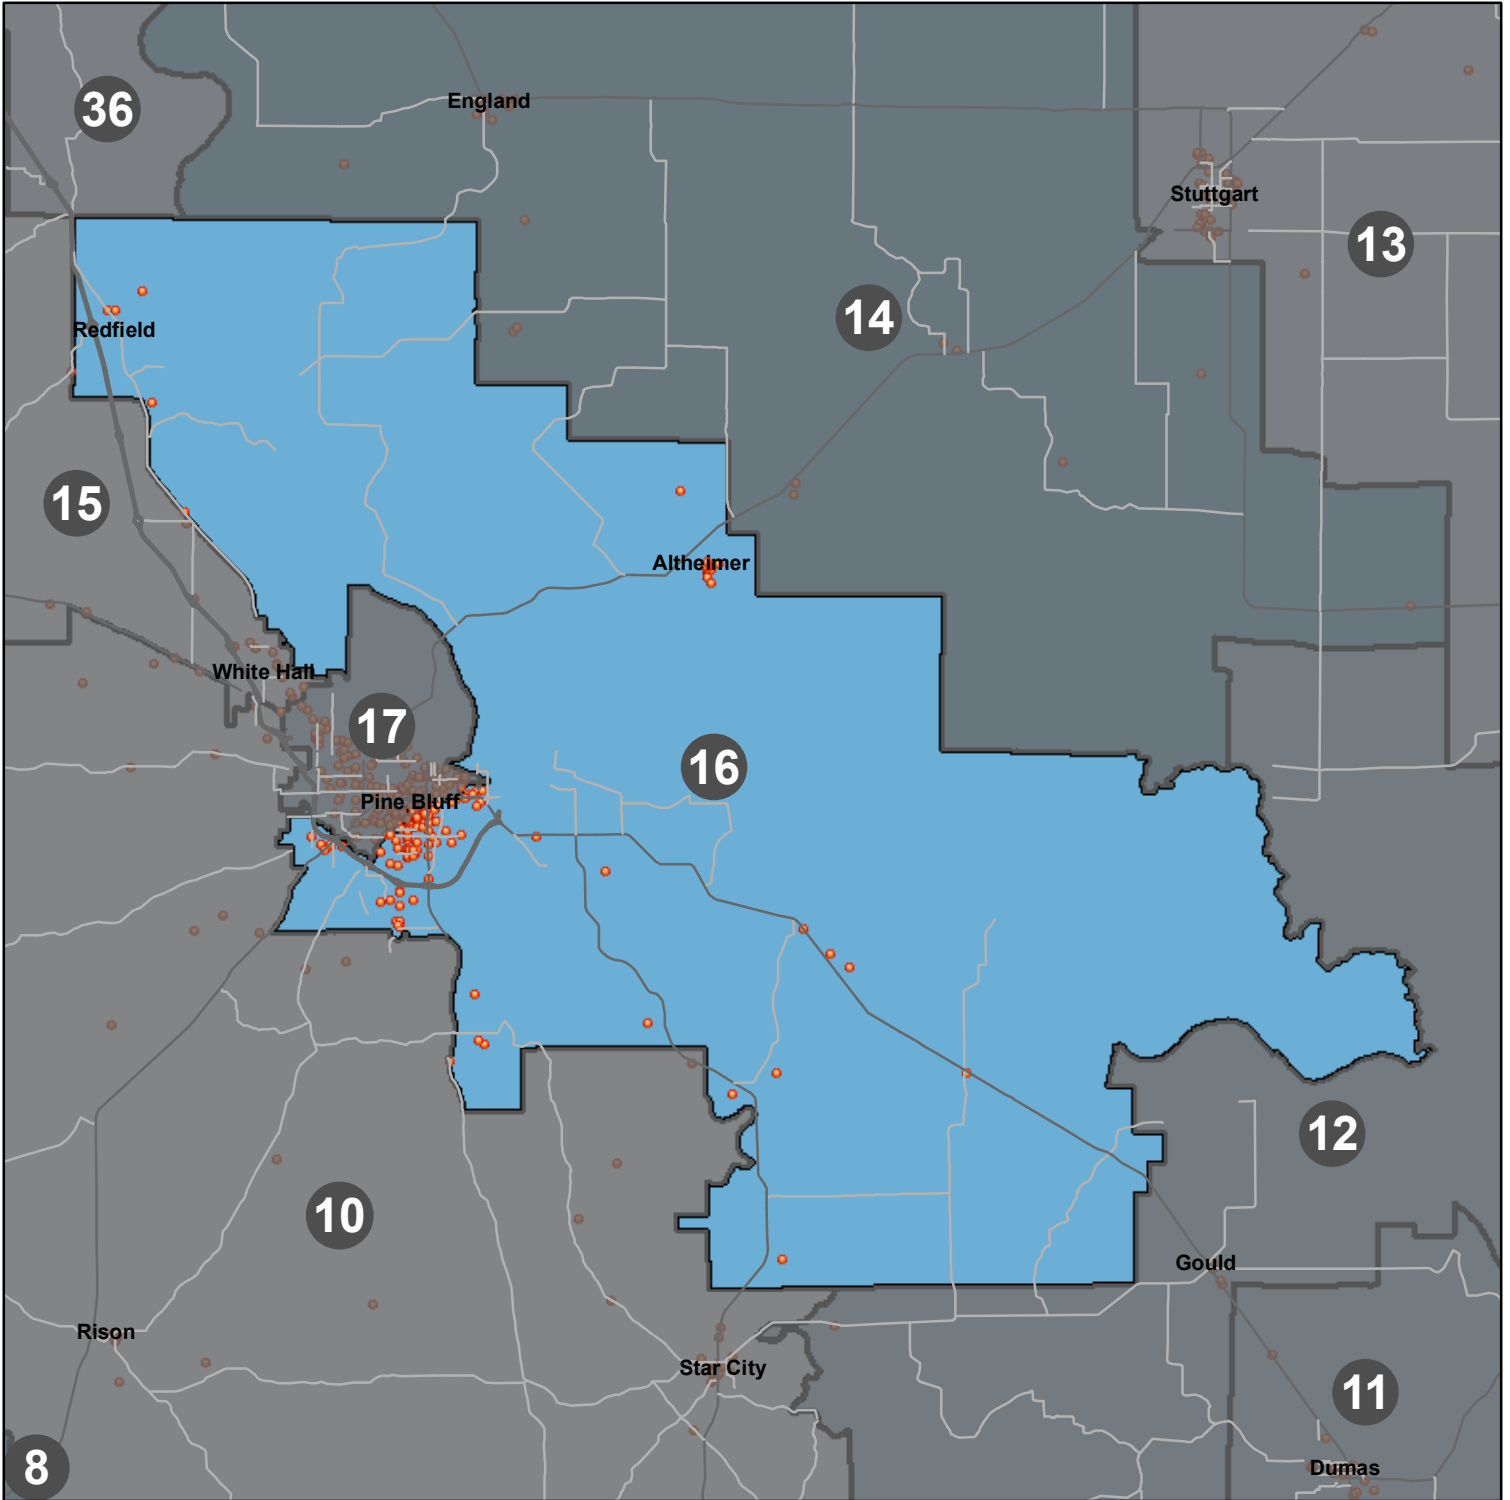 England
36
Stuttgart
13
14
Redfield
15
Altheimer
White Hall
17
16
Pine Bluff
12
10
Gould
Rison
Star City
11
8
Dumas